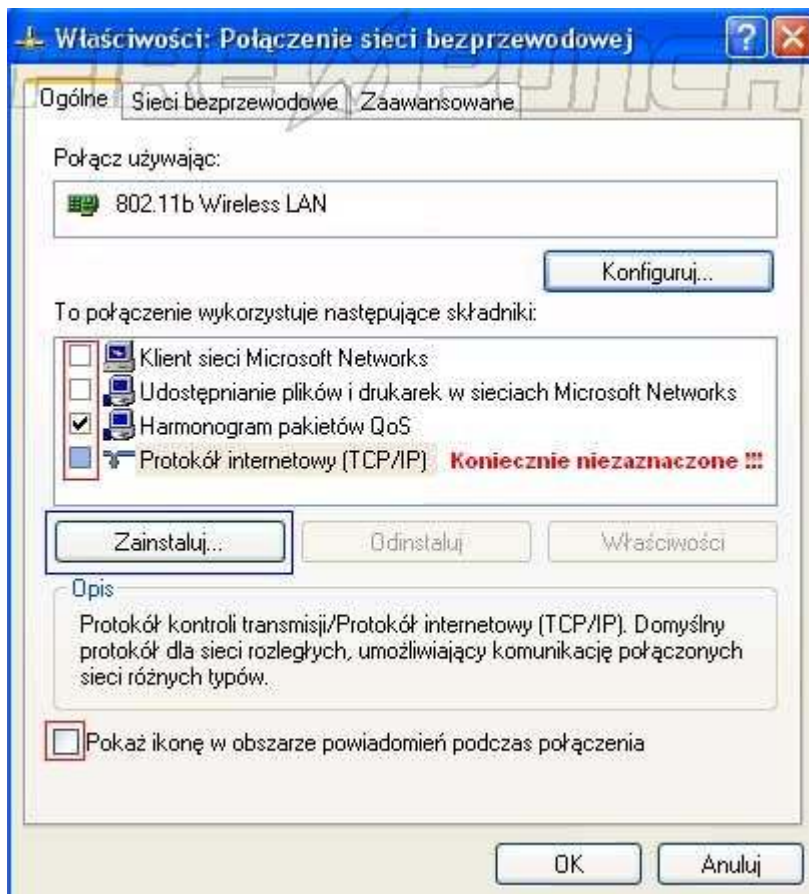 Właściwości: Połączenie sieci bezprzewodowej
Ogólne Sieci bezprzewodowe Zaawansowane
Połącz używając:
802.11b Wireless LAN
Konfiguruj...
To połączenie wykorzystuje następujące składniki:
Klient sieci Microsoft Networks
Udostępnianie plików i drukarek w sieciach Microsoft Networks
Harmonogram pakietów QoS
Protokół internetowy (TCP/IP) Koniecznie niezaznaczone !!!
Zainstaluj... Odinstaluj Właściwości
Opis
Protokół kontroli transmisji/Protokół internetowy (TCP/IP). Domyślny
protokół dla sieci rozległych, umożliwiający komunikację połączonych
sieci różnych typów.
Pokaż ikonę w obszarze powiadomień podczas połączenia
OK Anuluj